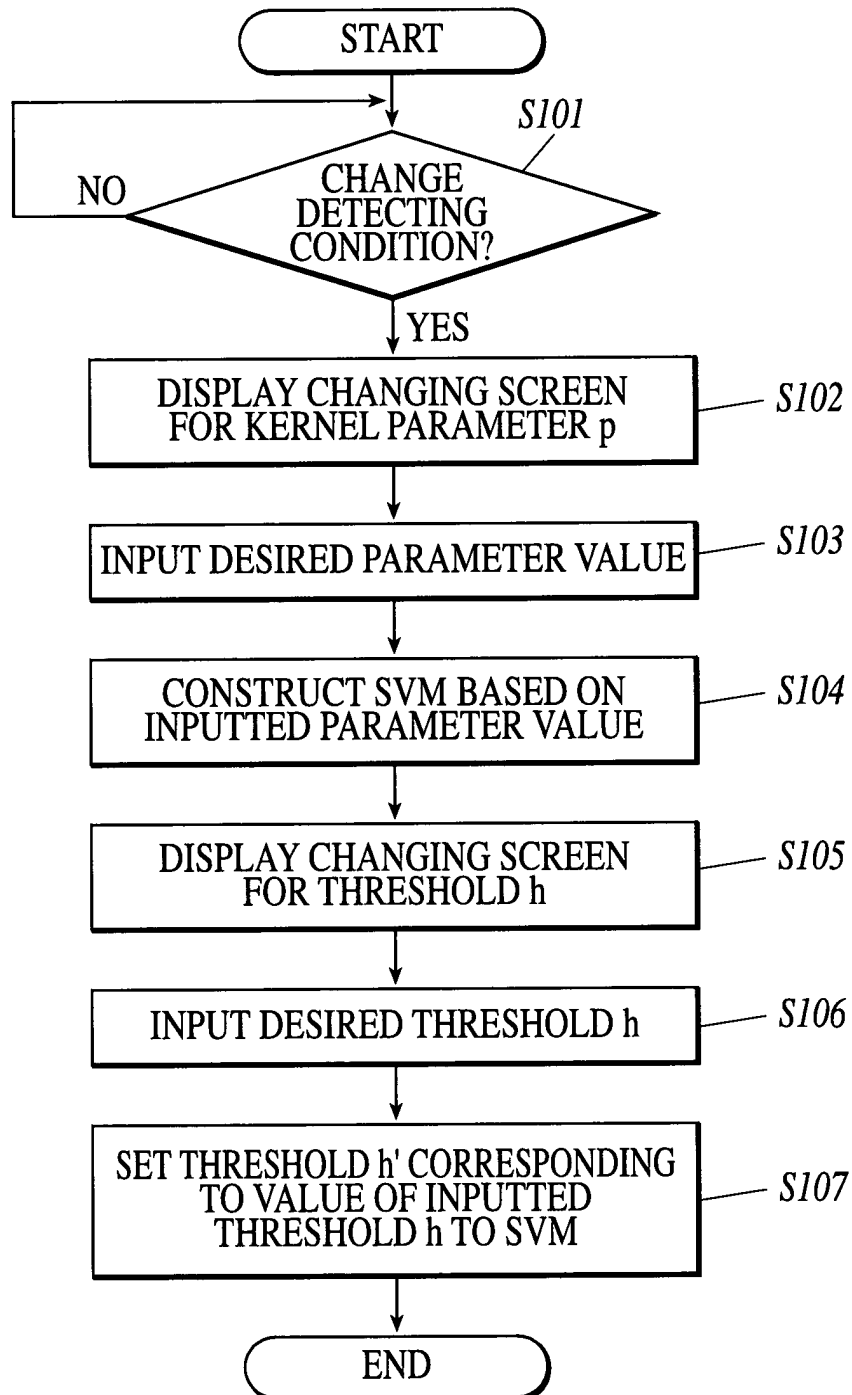 START
S101
CHANGE
DETECTING
CONDITION?
NO
YES
DISPLAY CHANGING SCREEN
FOR KERNEL PARAMETER p
S102
INPUT DESIRED PARAMETER VALUE
S103
CONSTRUCT SVM BASED ON
INPUTTED PARAMETER VALUE
S104
DISPLAY CHANGING SCREEN
FOR THRESHOLD h
S105
INPUT DESIRED THRESHOLD h
S106
SET THRESHOLD h' CORRESPONDING
TO VALUE OF INPUTTED
THRESHOLD h TO SVM
S107
END